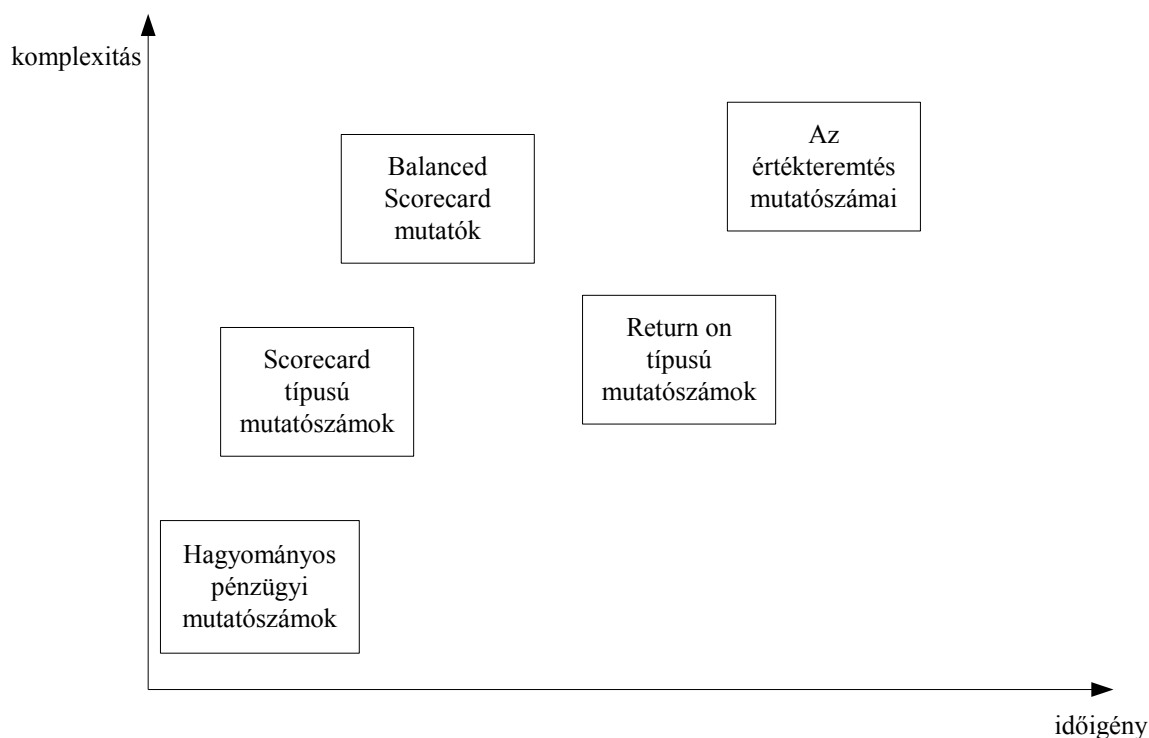 komplexitás
Az
értékteremtés
mutatószámai
Balanced
Scorecard
mutatók
Return on
típusú
mutatószámok
Scorecard
típusú
mutatószámok
Hagyományos
pénzügyi
mutatószámok
időigény